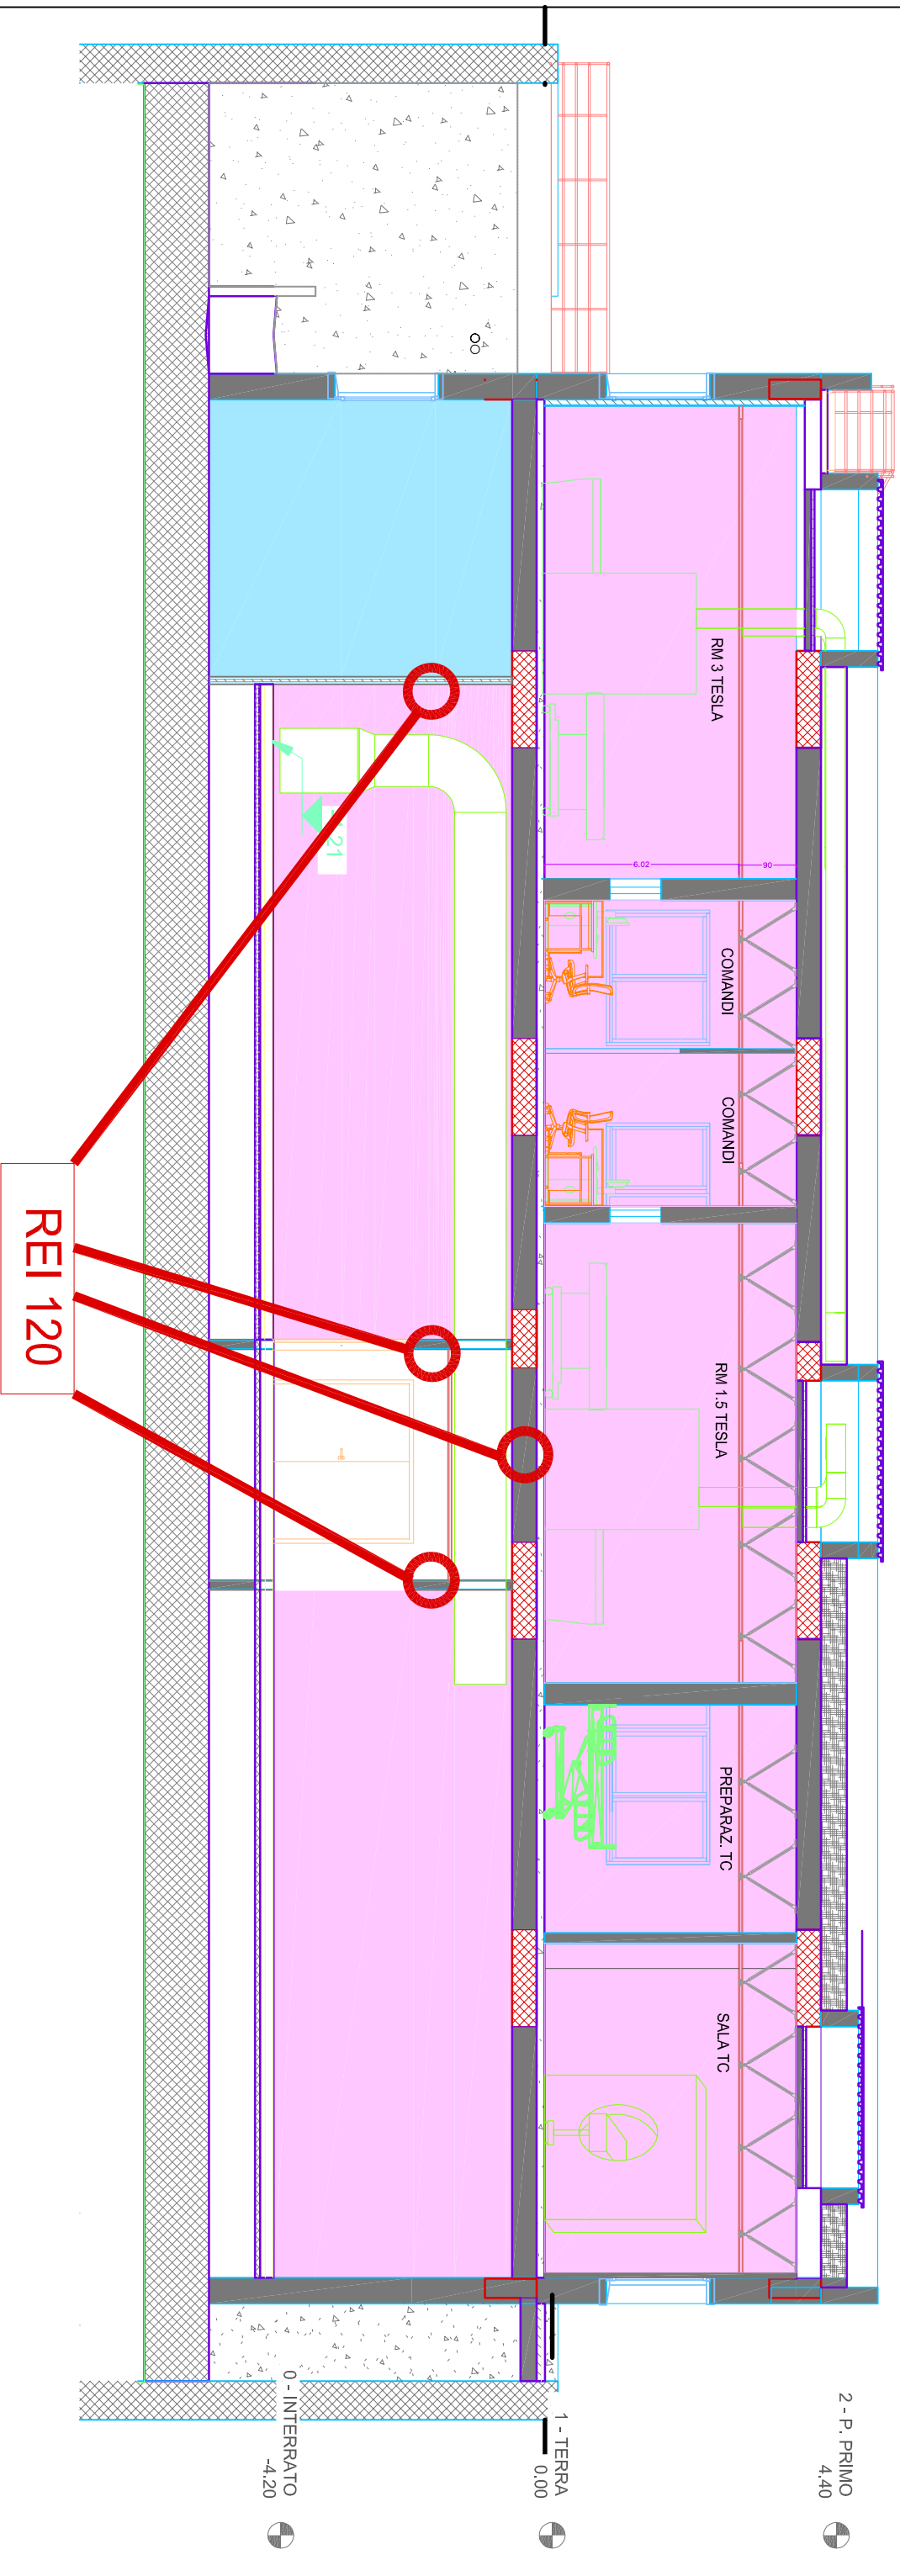 RM 3 TESLA
COMANDI
COMANDI
RM 1.5 TESLA
PREPARAZ. TC
SALA TC
6.02
90
21
REI 120
2 - P. PRIMO
4,40
1 - TERRA
0,00
0 - INTERRATO
-4,20